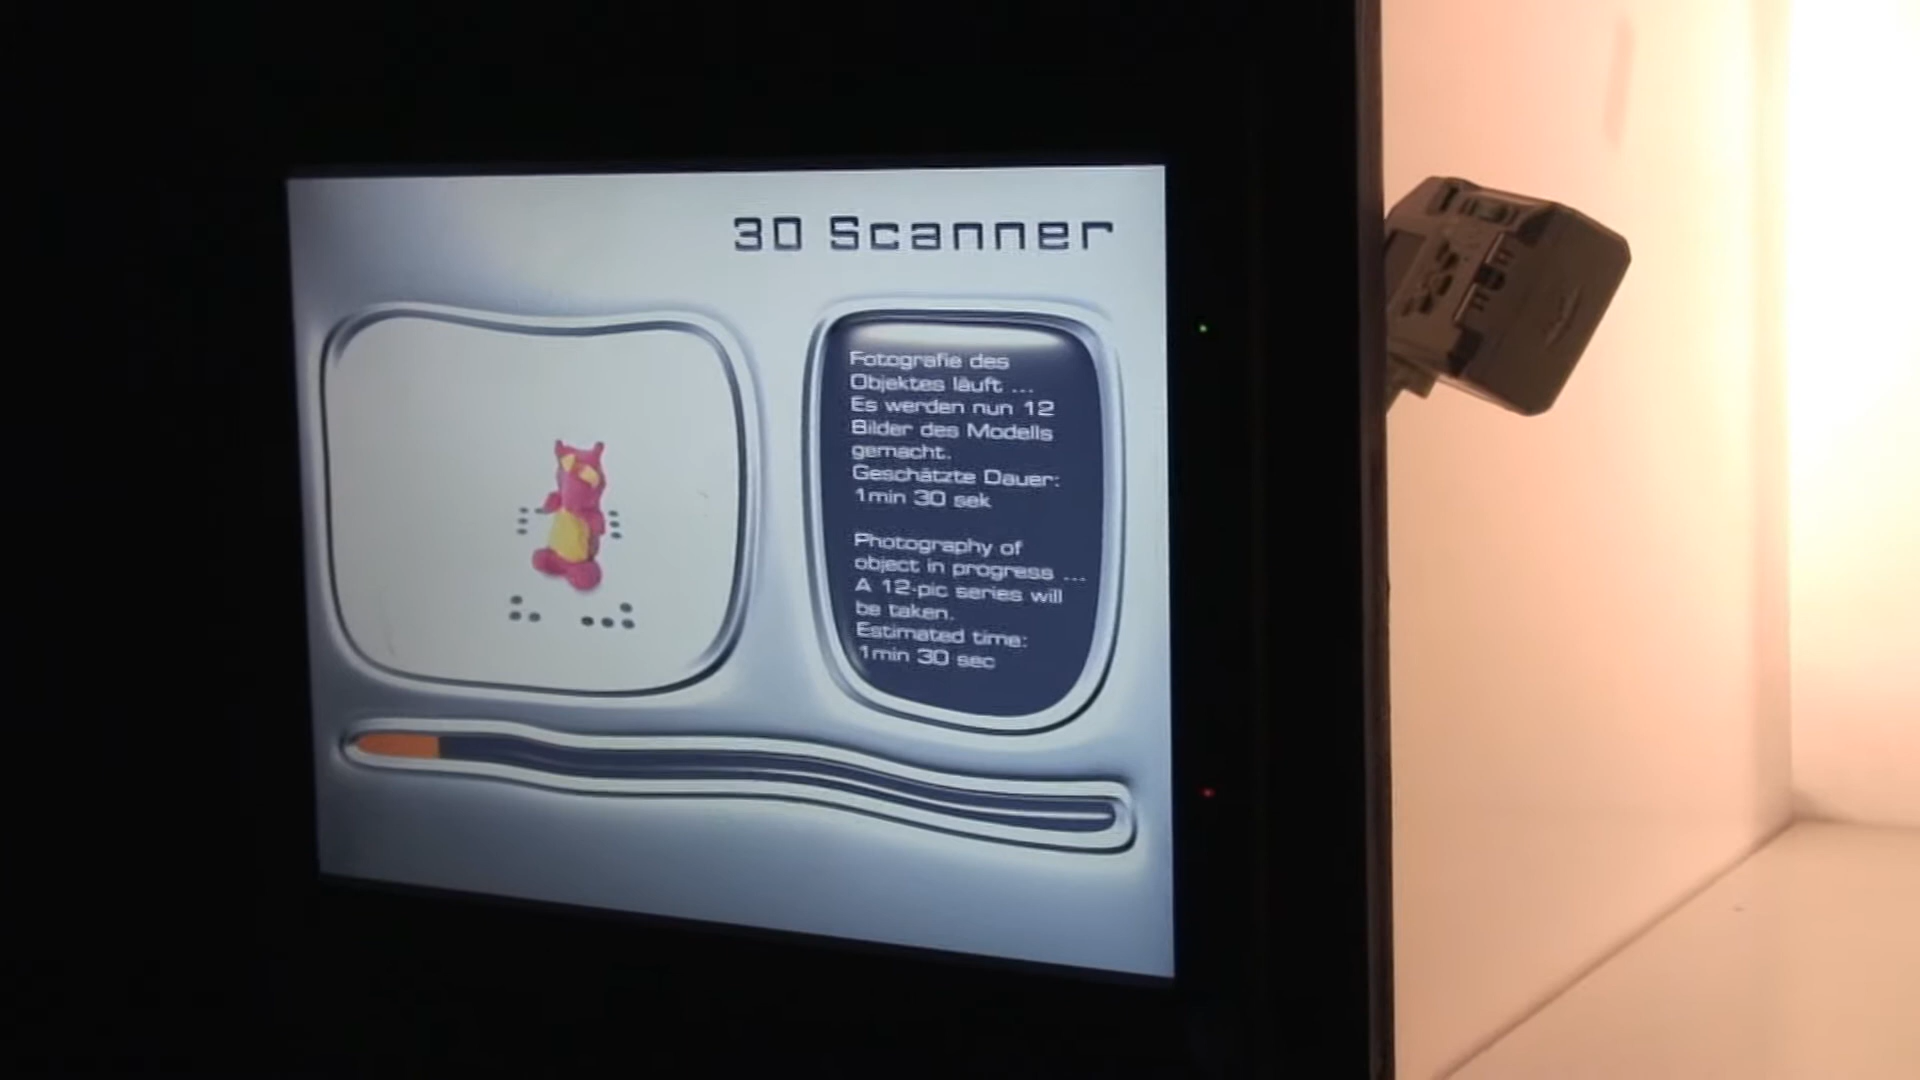 3D Scanner
Fotografie des
Objektes läuft ...
Es werden nun 12
Bilder des Modells
gemacht.
Geschätzte Dauer:
1min 30 sek
Photography of
object in progress ...
A 12-pic series will
be taken.
Estimated time:
1min 30 sec